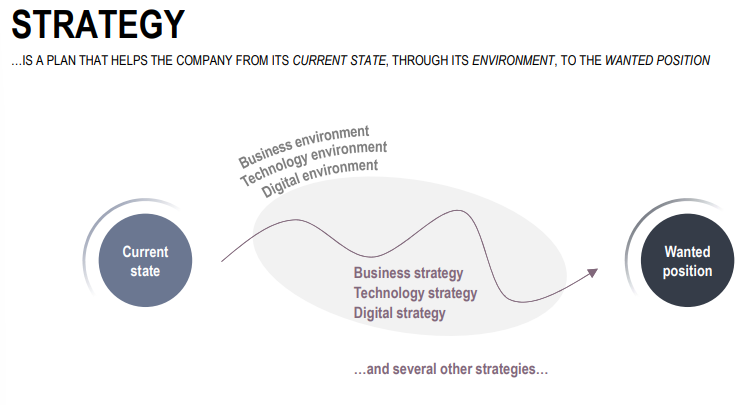 STRATEGY
…IS A PLAN THAT HELPS THE COMPANY FROM ITS CURRENT STATE, THROUGH ITS ENVIRONMENT, TO THE WANTED POSITION
Business environment
Technology environment
Digital environment
Current
state
Wanted
position
Business strategy
Technology strategy
Digital strategy
…and several other strategies…